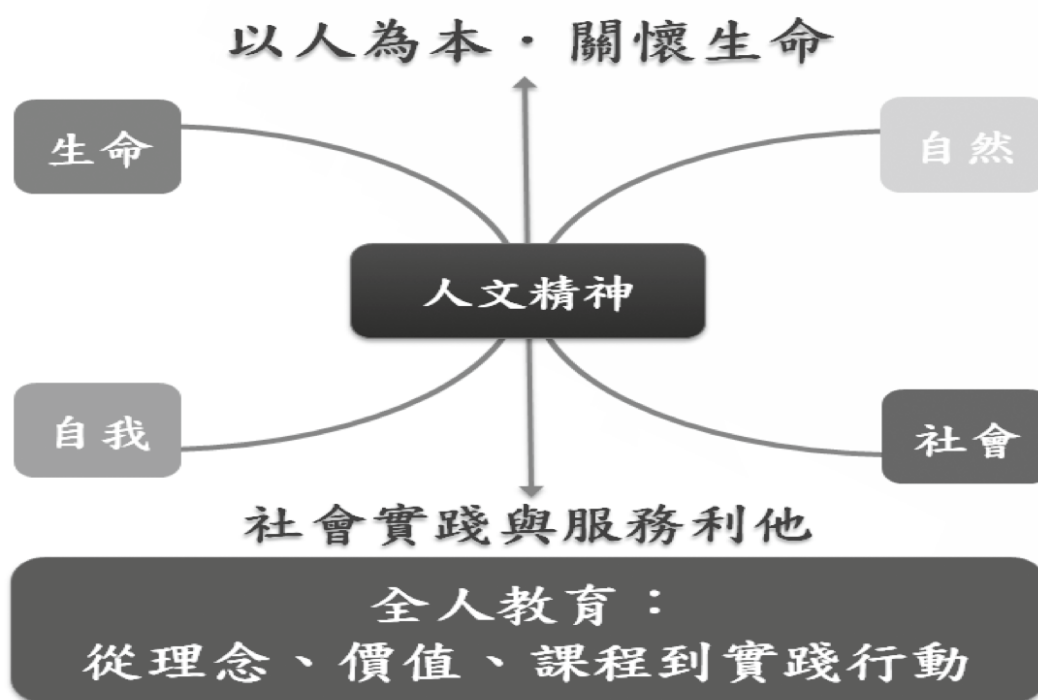 以人為本‧關懷生命
生命
自然
人文精神
自我
社會
社會實踐與服務利他
全人教育：
從理念、價值、課程到實踐行動